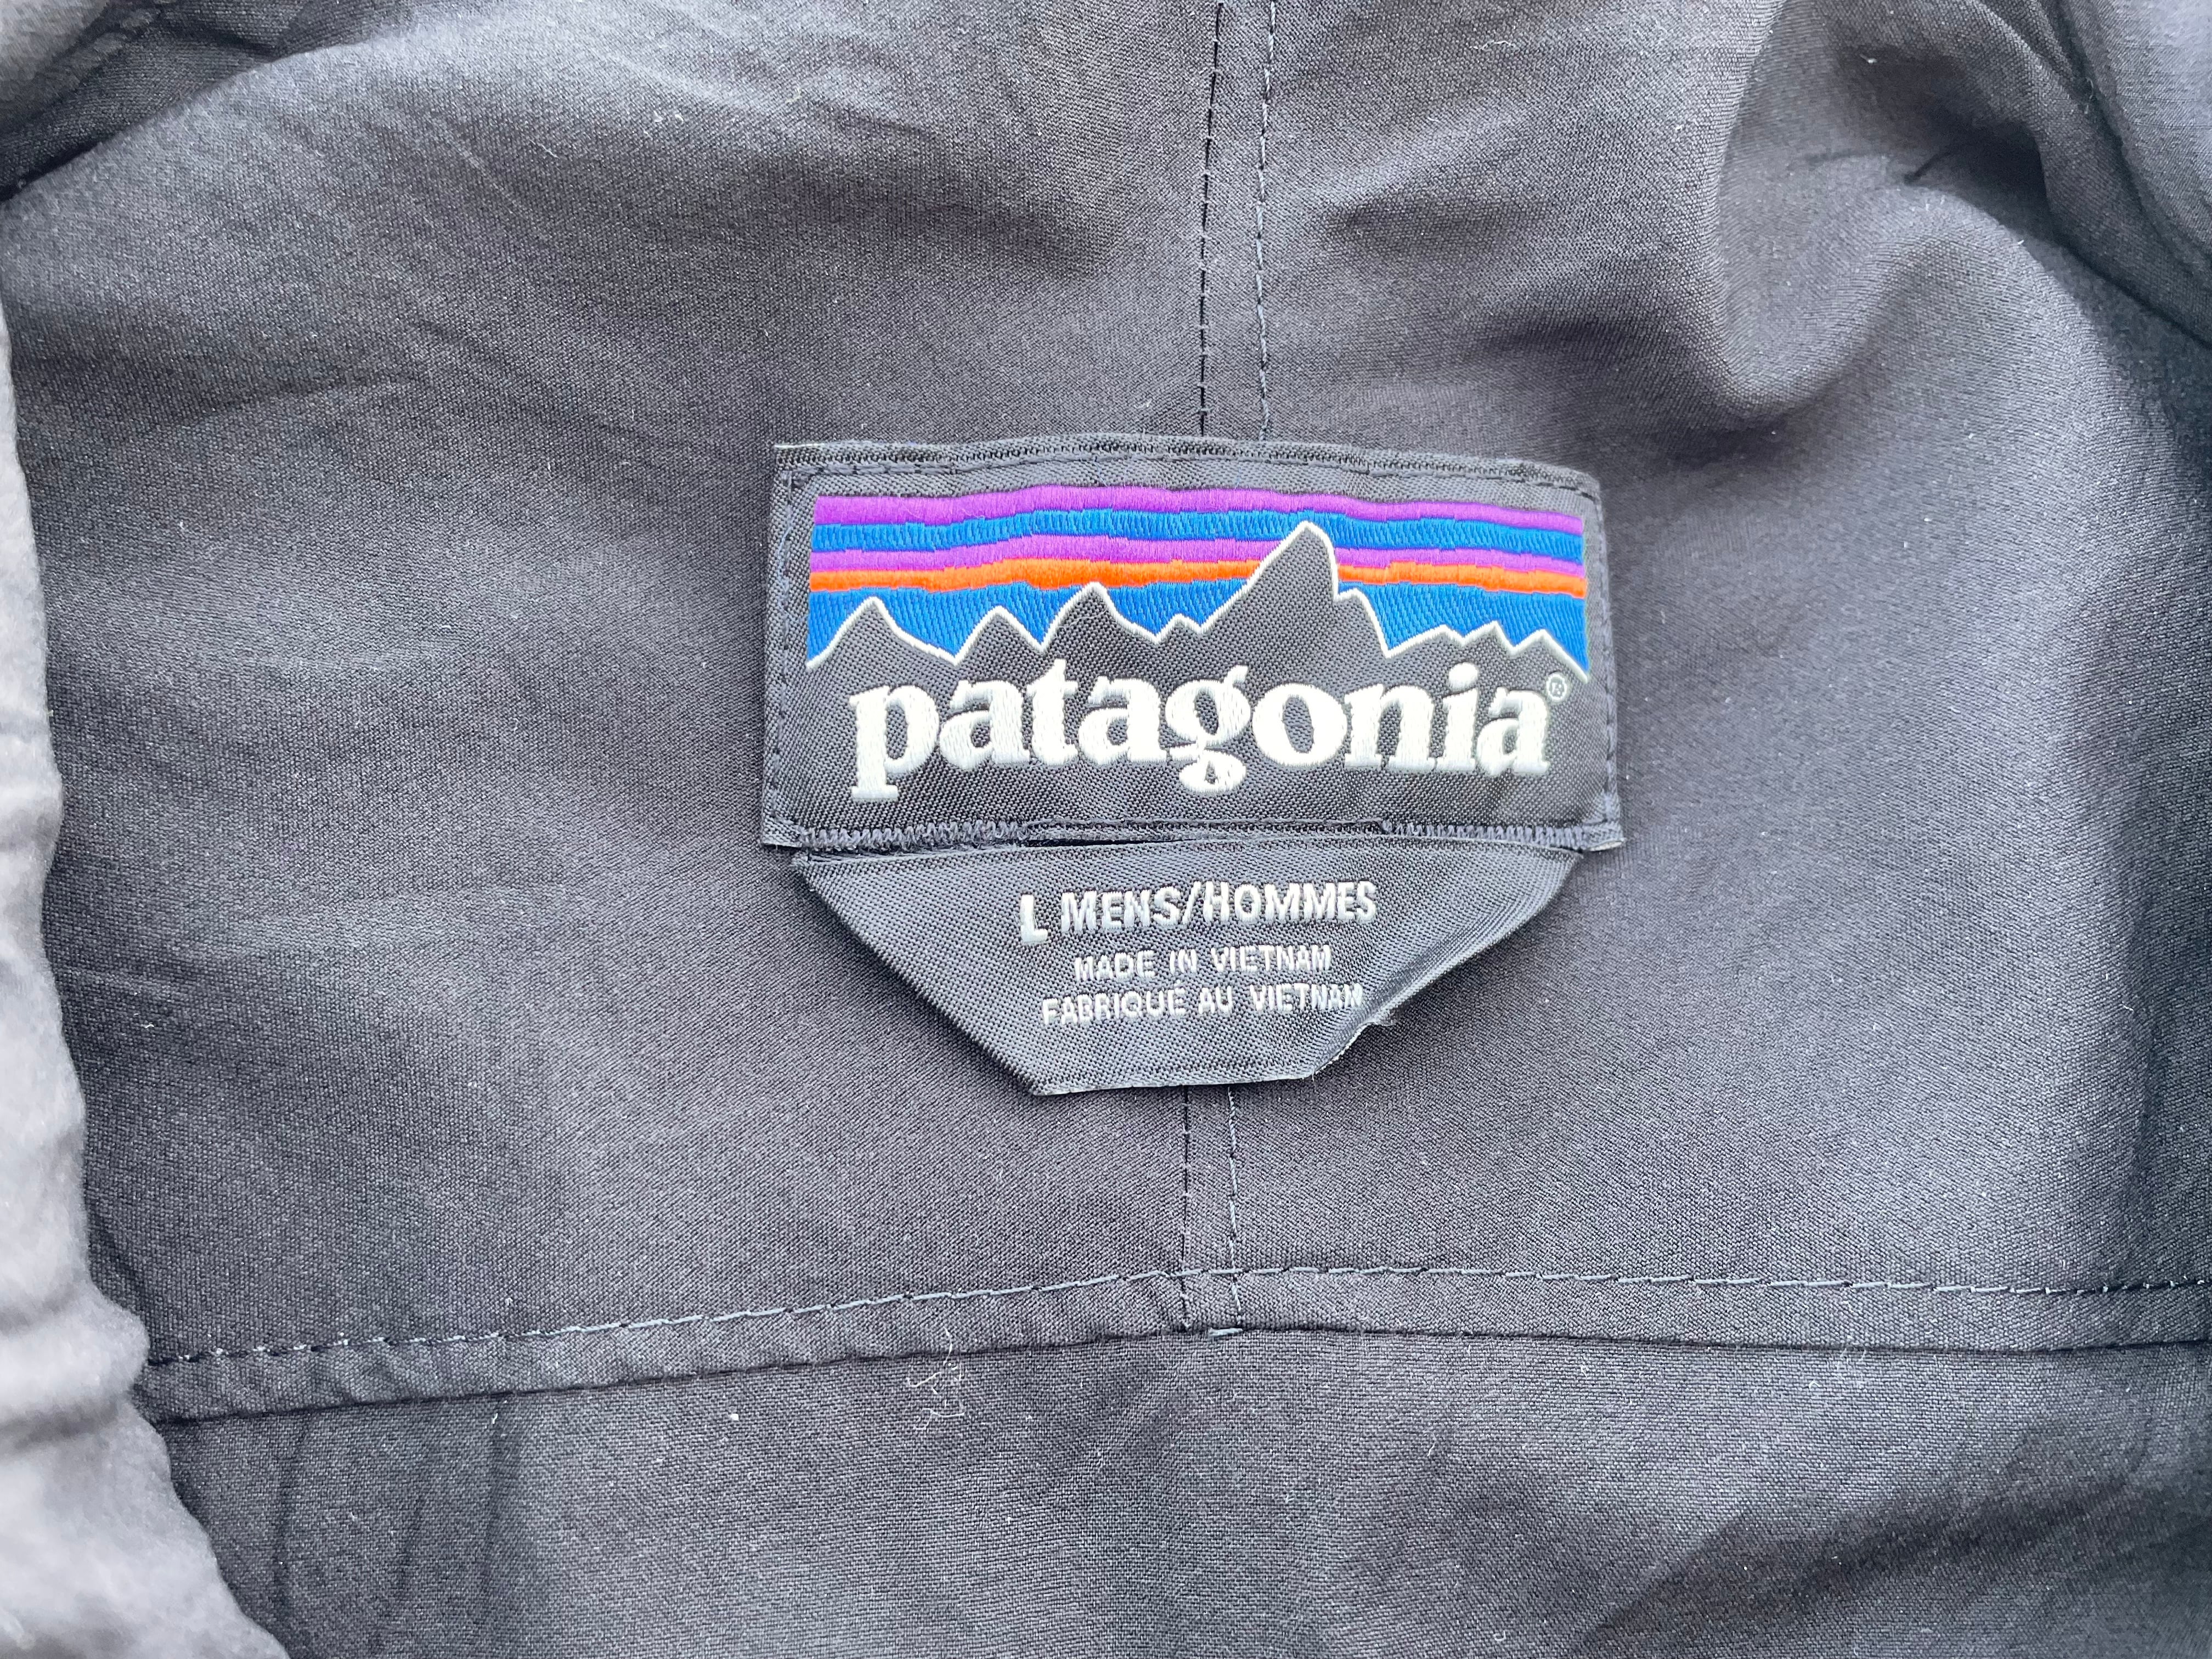 patagonia®
L MENS/HOMMES
MADE IN VIETNAM
FABRIQUÉ AU VIETNAM